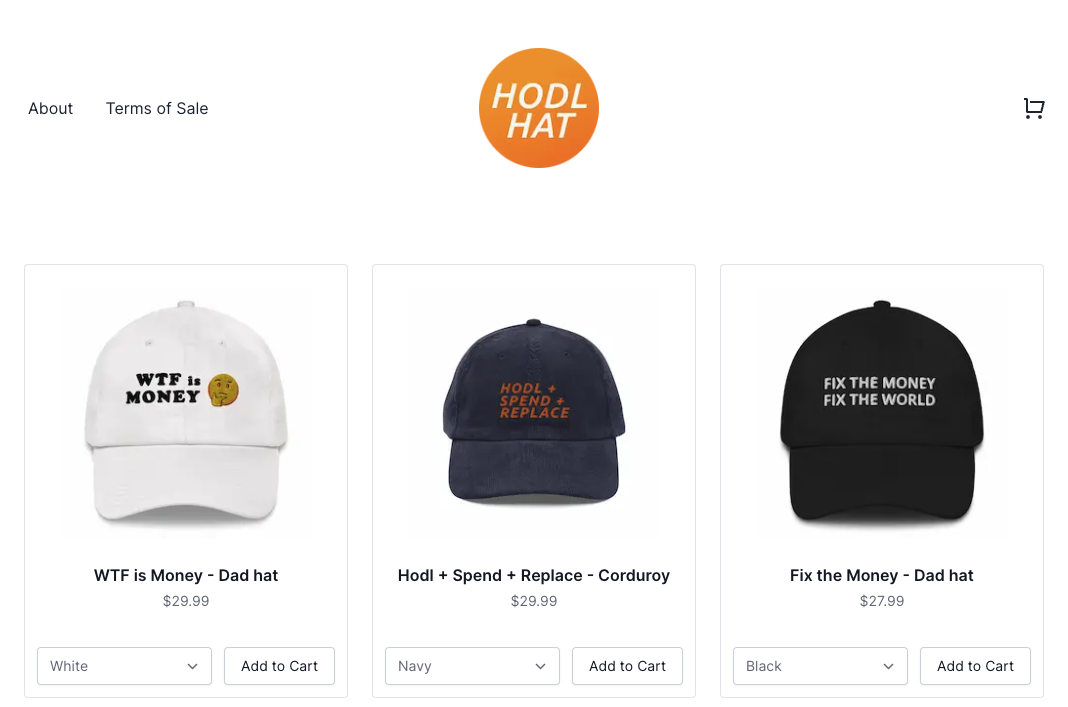 About
Terms of Sale
HODL
HAT
WTF is
MONEY
HODL +
SPEND +
REPLACE
FIX THE MONEY
FIX THE WORLD
WTF is Money - Dad hat
$29.99
White
Add to Cart
Hodl + Spend + Replace - Corduroy
$29.99
Navy
Add to Cart
Fix the Money - Dad hat
$27.99
Black
Add to Cart